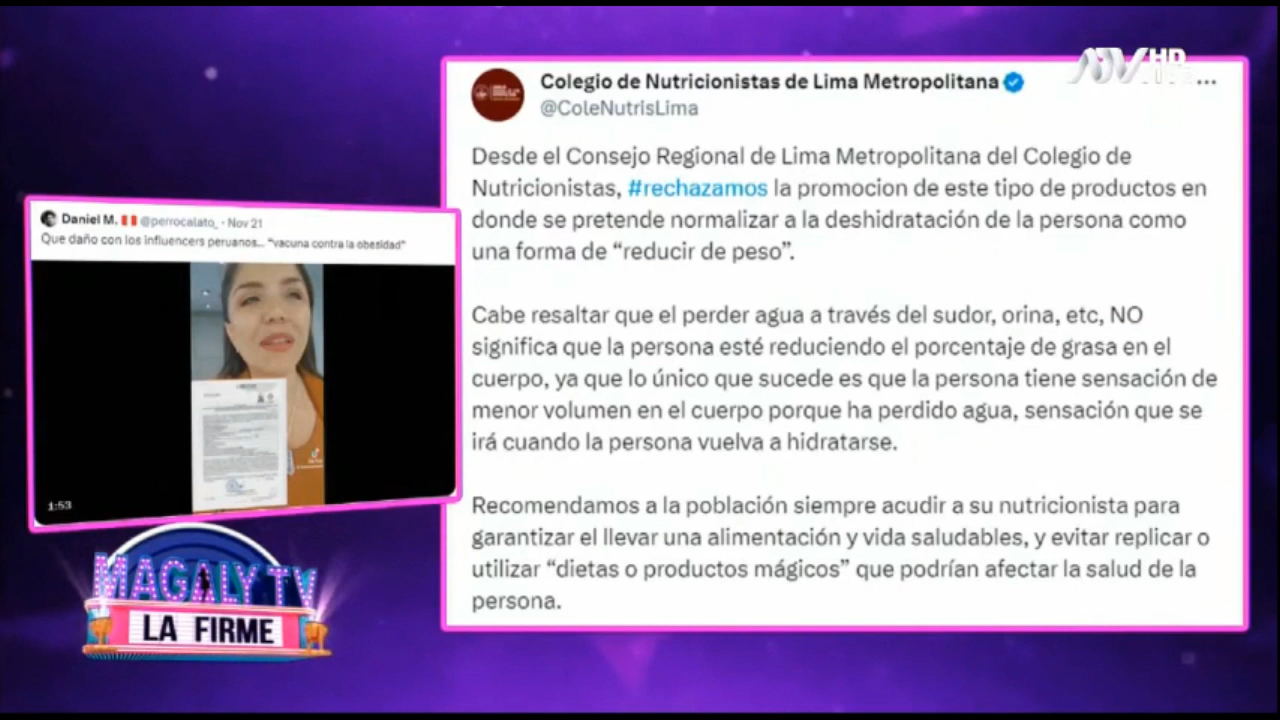 ATV HD
Colegio de Nutricionistas de Lima Metropolitana
@ColeNutrisLima
Desde el Consejo Regional de Lima Metropolitana del Colegio de
Nutricionistas, #rechazamos la promocion de este tipo de productos en
donde se pretende normalizar a la deshidratación de la persona como
una forma de “reducir de peso”.
Cabe resaltar que el perder agua a través del sudor, orina, etc, NO
significa que la persona esté reduciendo el porcentaje de grasa en el
cuerpo, ya que lo único que sucede es que la persona tiene sensación de
menor volumen en el cuerpo porque ha perdido agua, sensación que se
irá cuando la persona vuelva a hidratarse.
Recomendamos a la población siempre acudir a su nutricionista para
garantizar el llevar una alimentación y vida saludables, y evitar replicar o
utilizar “dietas o productos mágicos” que podrían afectar la salud de la
persona.
Daniel M. @perrocalato_ · Nov 21
Que daño con los influencers peruanos... “vacuna contra la obesidad”
1:53
MAGALY TV
LA FIRME